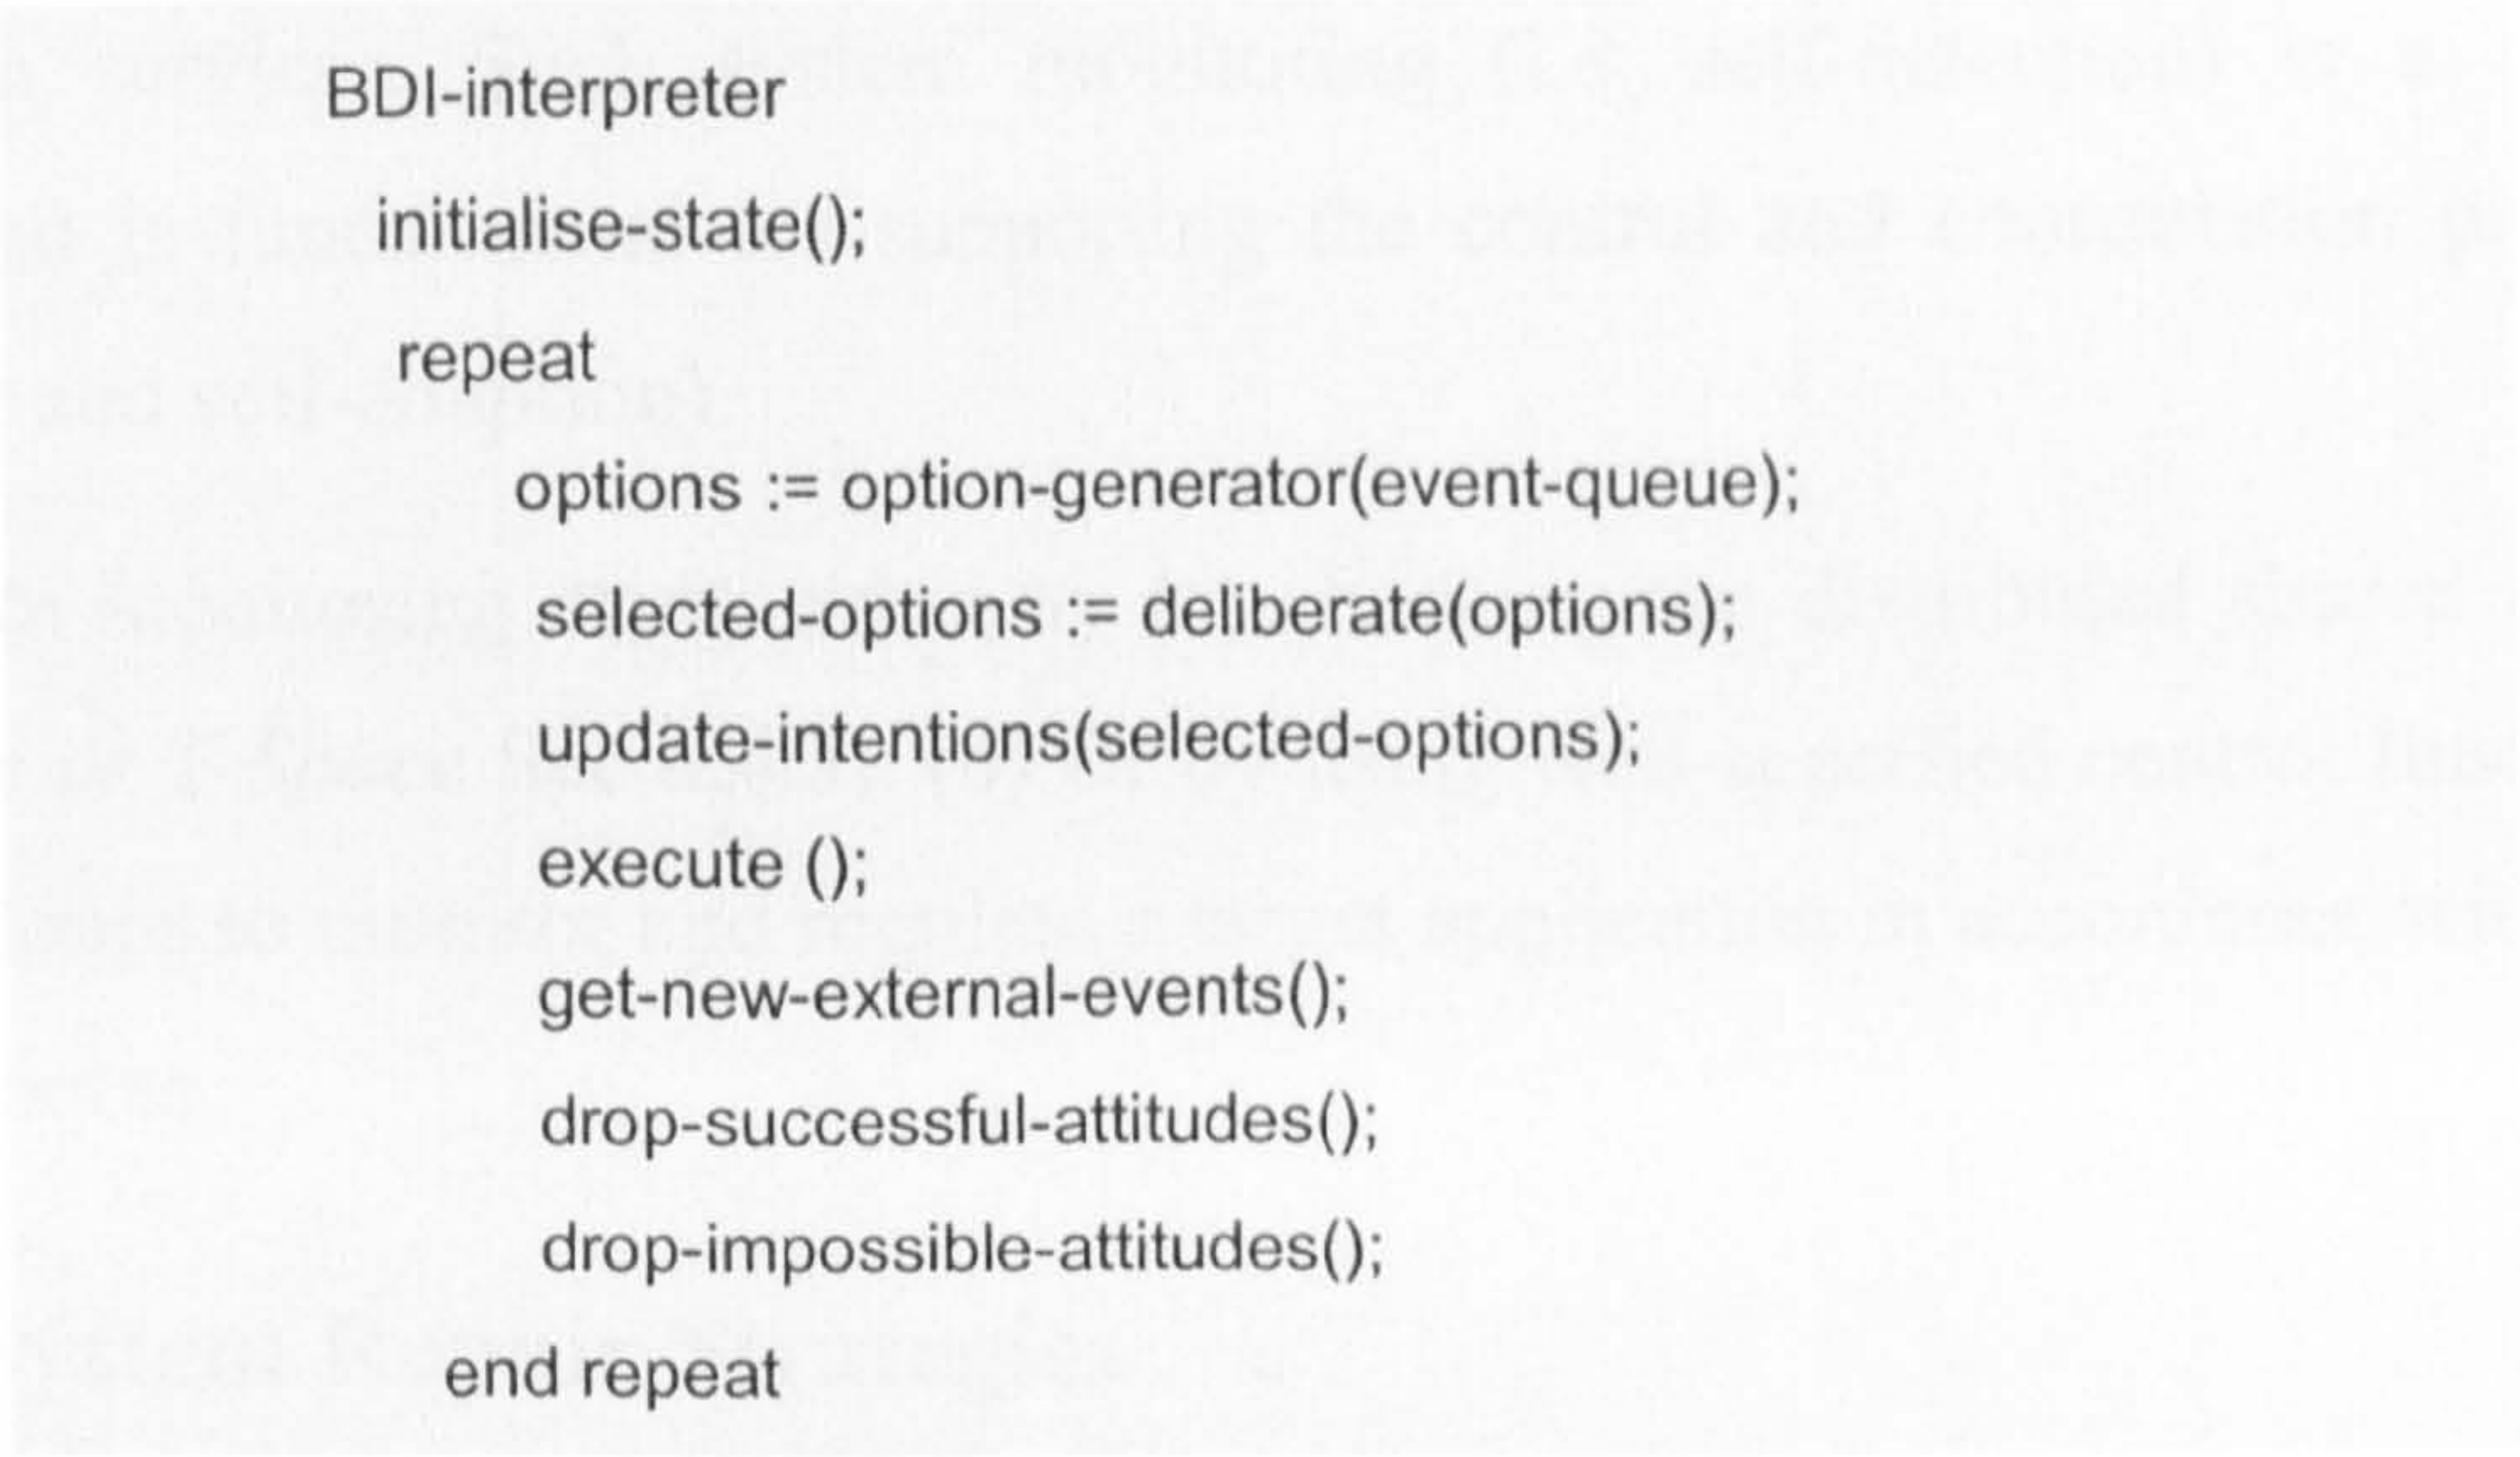 BDI-interpreter
initialise-state();
repeat
options := option-generator(event-queue);
selected-options := deliberate(options);
update-intentions(selected-options);
execute ();
get-new-external-events();
drop-successful-attitudes();
drop-impossible-attitudes();
end repeat